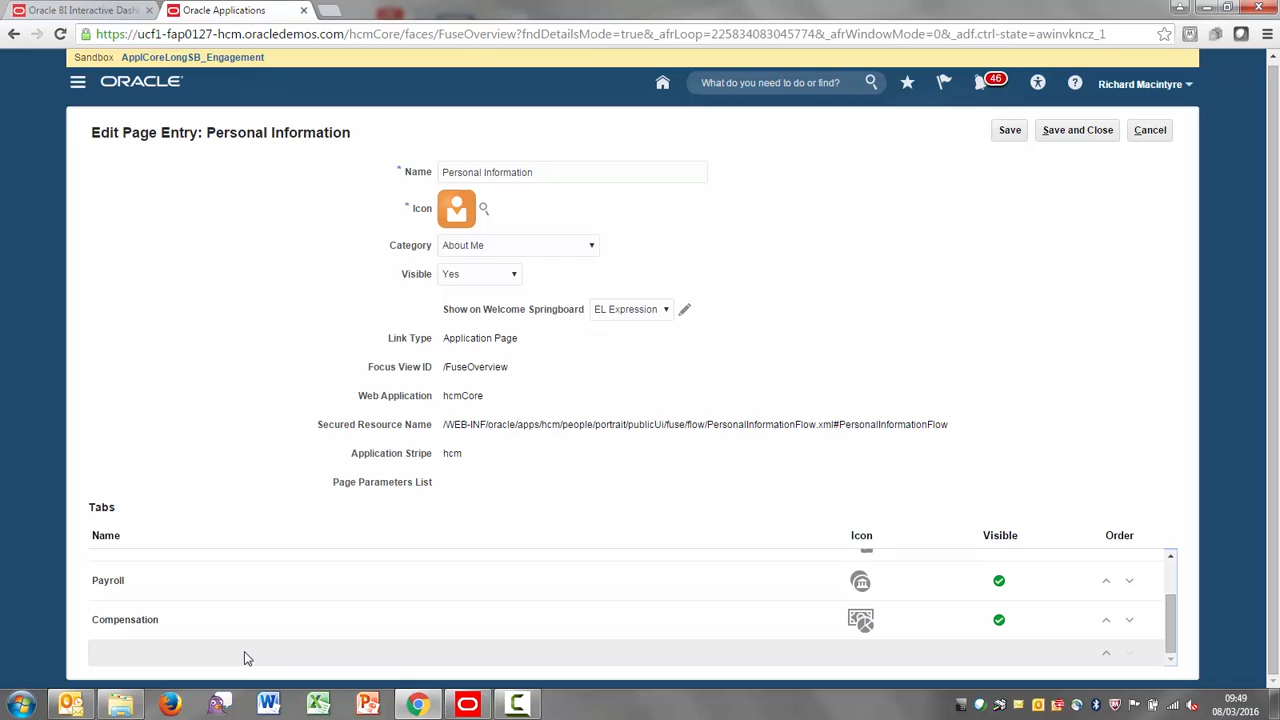 Oracle BI Interactive Dashl
Oracle Applications
https://ucf1-fap0127-hcm.oracledemos.com/hcmCore/faces/FuseOverview?fndDetsMode=true&_afrLoop=225834083045774&_afrWindowMode=0&_adf.ctrl-state=awinvkncz_1
Sandbox ApplCoreLongSB_Engagement
ORACLE
What do you need to do or find?
46
Richard Macintyre
Edit Page Entry: Personal Information
Save
Save and Close
Cancel
* Name Personal Information
* Icon
Category About Me
Visible Yes
Show on Welcome Springboard EL Expression
Link Type Application Page
Focus View ID /FuseOverview
Web Application hcmCore
Secured Resource Name /WEB-INF/oracle/apps/hcm/people/portrait/publicUi/fuse/flow/PersonalInformationFlow.xml#PersonalInformationFlow
Application Stripe hcm
Page Parameters List
Tabs
Name Icon Visible Order
Payroll
Compensation
09:49
08/03/2016